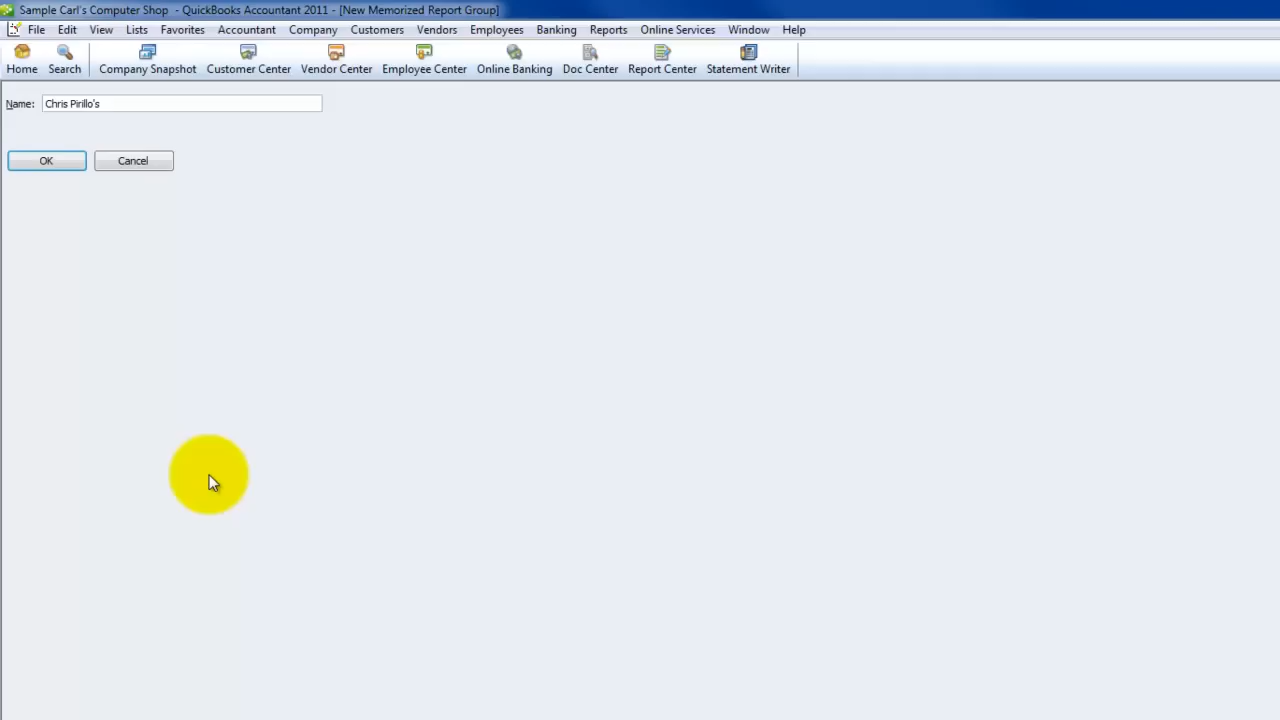 Sample Carl's Computer Shop - QuickBooks Accountant 2011 - [New Memorized Report Group]
File Edit View Lists Favorites Accountant Company Customers Vendors Employees Banking Reports Online Services Window Help
Home Search Company Snapshot Customer Center Vendor Center Employee Center Online Banking Doc Center Report Center Statement Writer
Name: Chris Pirillo's
OK Cancel